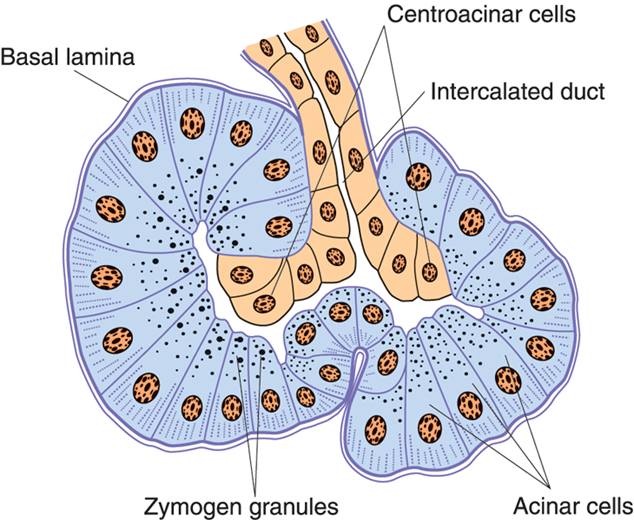 Centroacinar cells
Basal lamina
Intercalated duct
Zymogen granules
Acinar cells